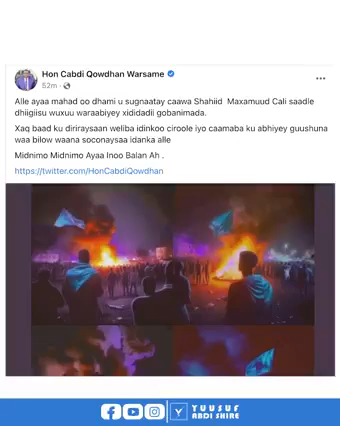 Hon Cabdi Qowdhan Warsame
52m ·
Alle ayaa mahad oo dhami u sugnaatay caawa Shahiid Maxamuud Cali saadle
dhiigiisu wuxuu waraabiyey xididadii gobanimada.
Xaq baad ku diriraysaan weliba idinkoo ciroole iyo caamaba ku abhiyey guushuna
waa bilow waana soconaysaa idanka alle
Midnimo Midnimo Ayaa Inoo Balan Ah .
https://twitter.com/HonCabdiQowdhan
YUUSUF
ABDI SHIRE